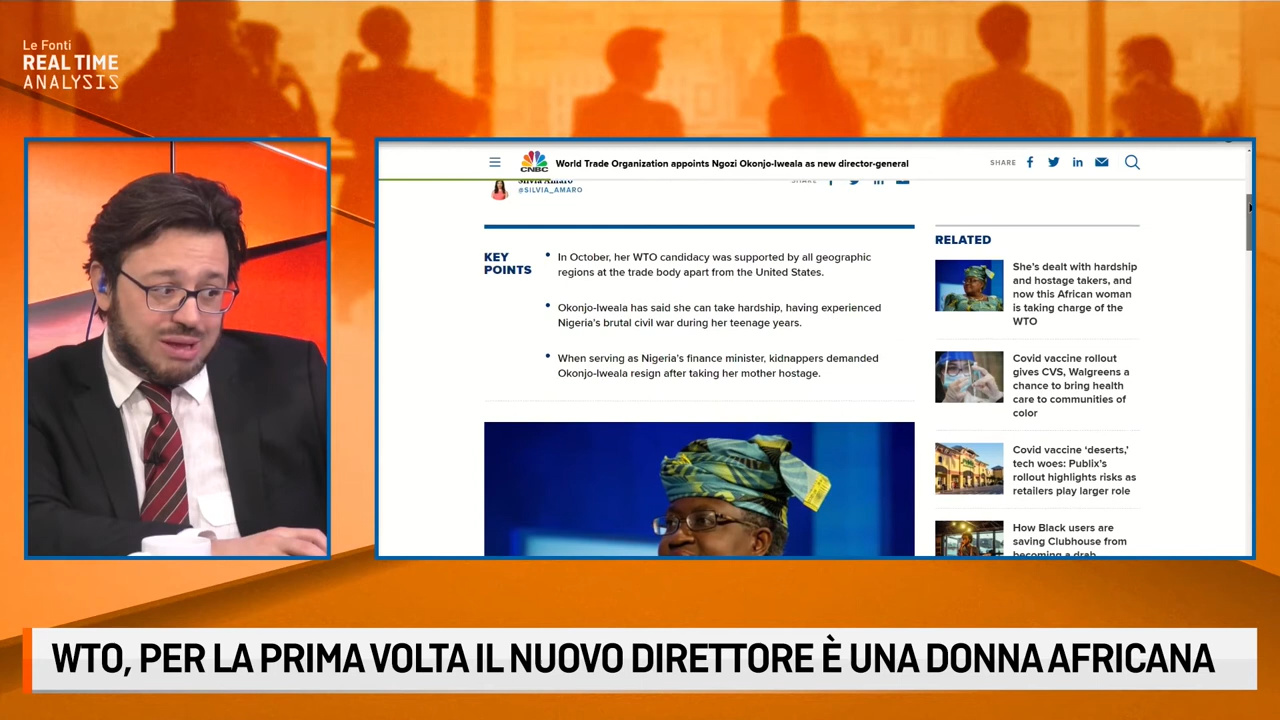 Le Fonti
REAL TIME
ANALYSIS
CNBC
World Trade Organization appoints Ngozi Okonjo-Iweala as new director-general
SHARE
Silvia Amaro
@SILVIA_AMARO
SHARE
KEY
POINTS
In October, her WTO candidacy was supported by all geographic
regions at the trade body apart from the United States.
Okonjo-Iweala has said she can take hardship, having experienced
Nigeria's brutal civil war during her teenage years.
When serving as Nigeria's finance minister, kidnappers demanded
Okonjo-Iweala resign after taking her mother hostage.
RELATED
She's dealt with hardship
and hostage takers, and
now this African woman
is taking charge of the
WTO
Covid vaccine rollout
gives CVS, Walgreens a
chance to bring health
care to communities of
color
Covid vaccine ‘deserts,’
tech woes: Publix's
rollout highlights risks as
retailers play larger role
How Black users are
saving Clubhouse from
becoming a drab
WTO, PER LA PRIMA VOLTA IL NUOVO DIRETTORE È UNA DONNA AFRICANA